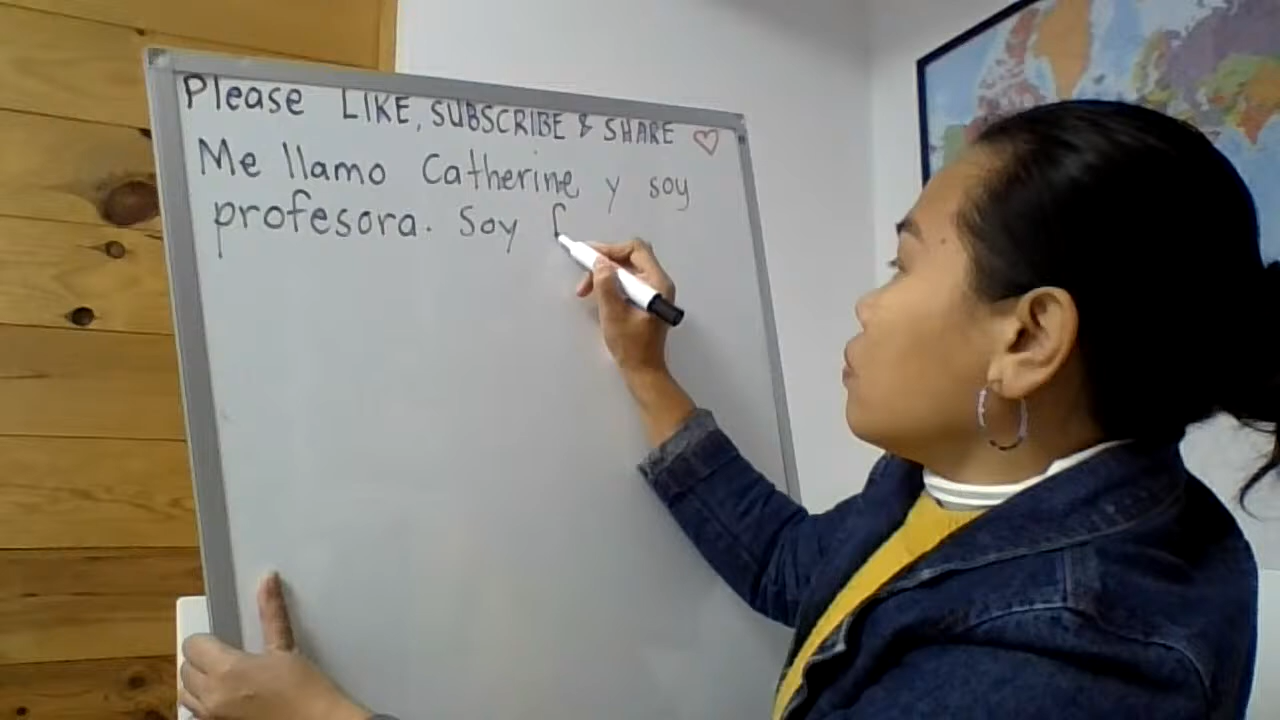 Please LIKE, SUBSCRIBE & SHARE ♡
Me llamo Catherine y soy
profesora. Soy f